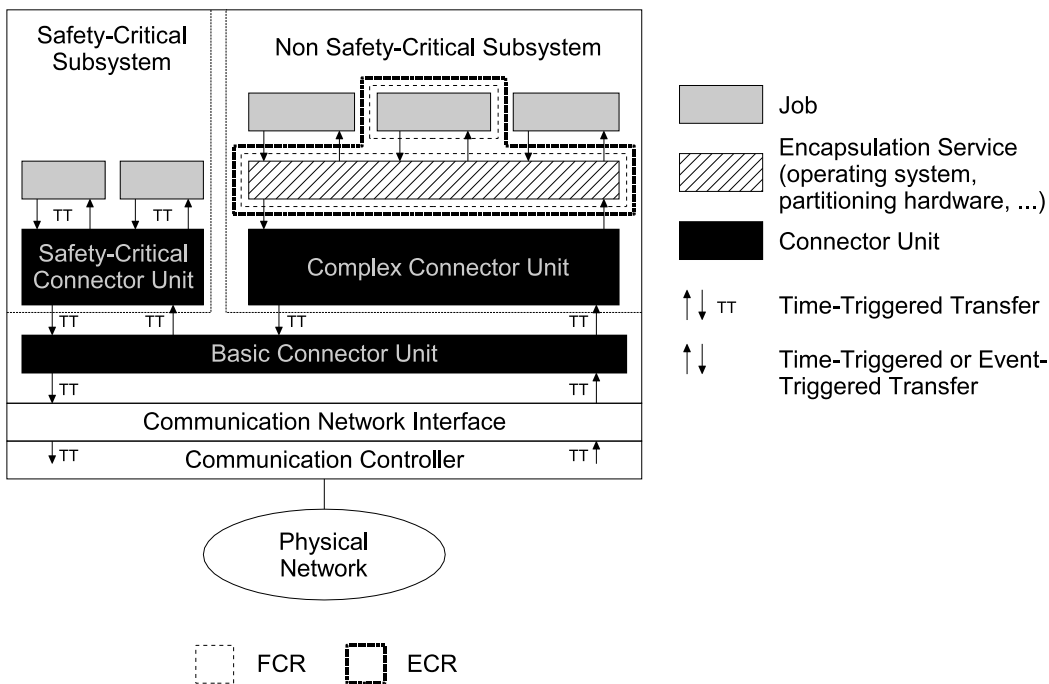 Safety-Critical
Subsystem
Non Safety-Critical Subsystem
TT
TT
Safety-Critical
Connector Unit
Complex Connector Unit
TT
TT
TT
TT
Basic Connector Unit
TT
TT
Communication Network Interface
TT
TT
Communication Controller
Physical
Network
FCR
ECR
Job
Encapsulation Service
(operating system,
partitioning hardware, ...)
Connector Unit
TT
Time-Triggered Transfer
Time-Triggered or Event-
Triggered Transfer